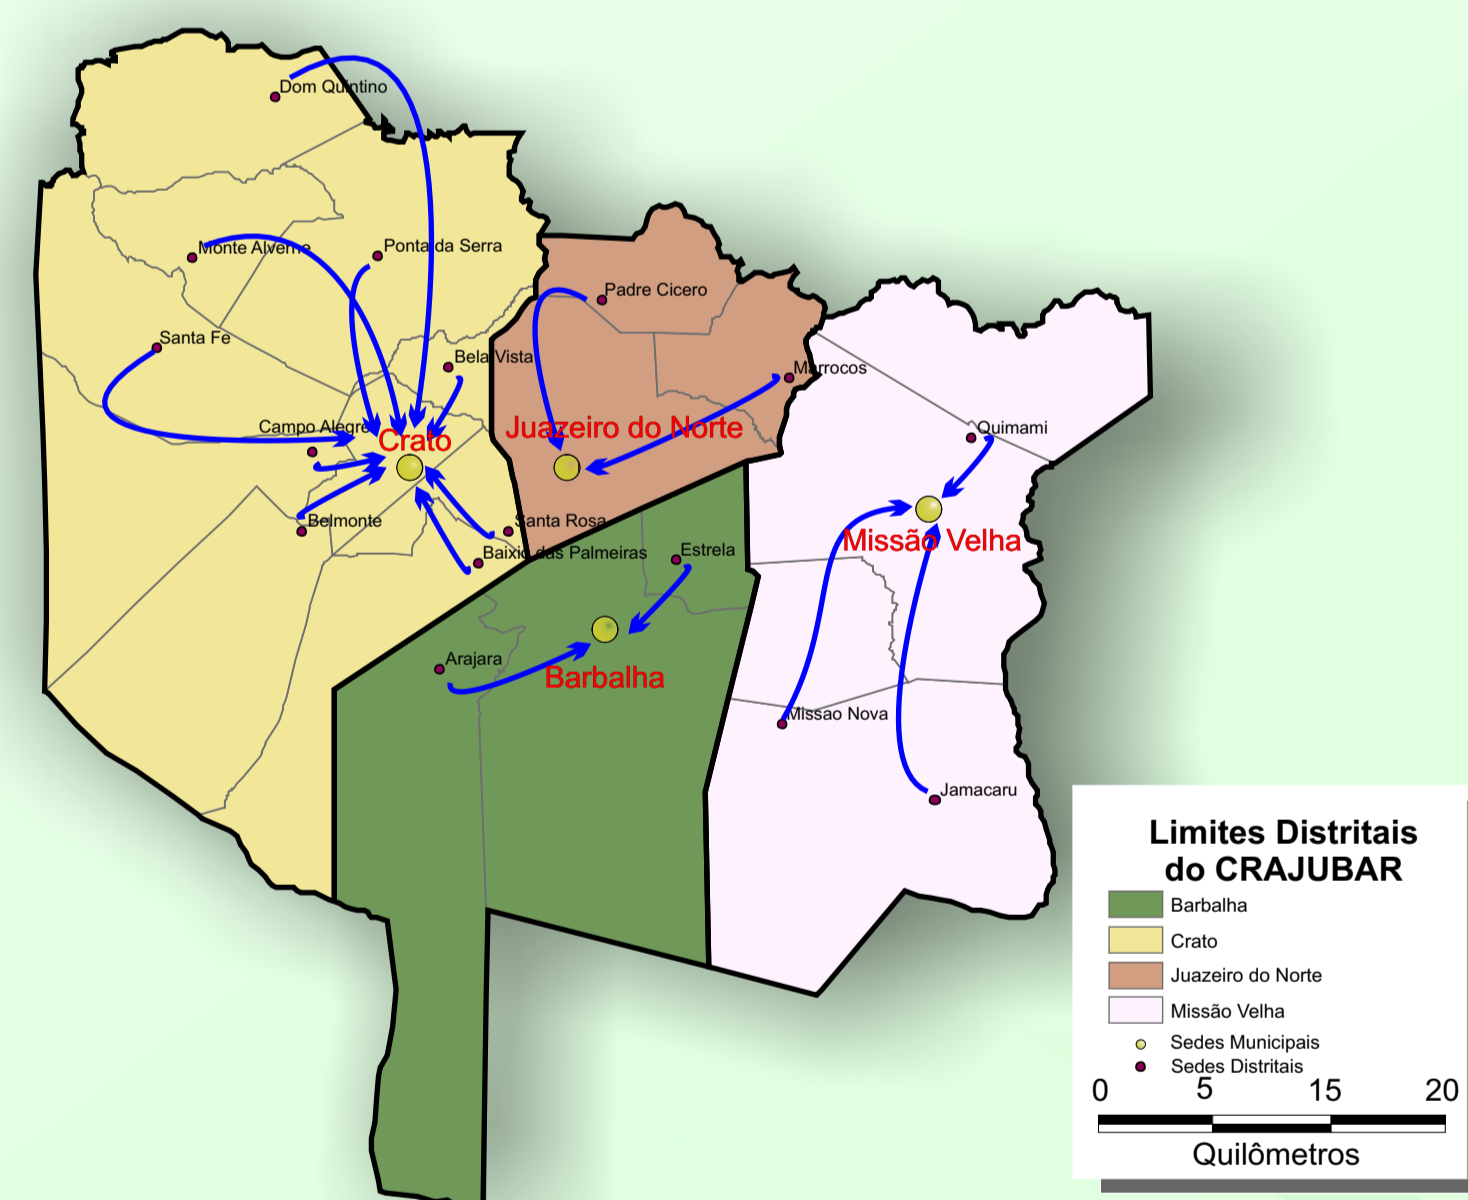 Dom Quintino
Monte Alverne
Ponta da Serra
Padre Cicero
Santa Fe
Bela Vista
Marrocos
Campo Alegre
Crato
Juazeiro do Norte
Quimami
Belmonte
Santa Rosa
Baixio das Palmeiras
Estrela
Missão Velha
Arajara
Barbalha
Missao Nova
Jamacaru
Limites Distritais
do CRAJUBAR
Barbalha
Crato
Juazeiro do Norte
Missão Velha
Sedes Municipais
Sedes Distritais
0 5 15 20
Quilômetros